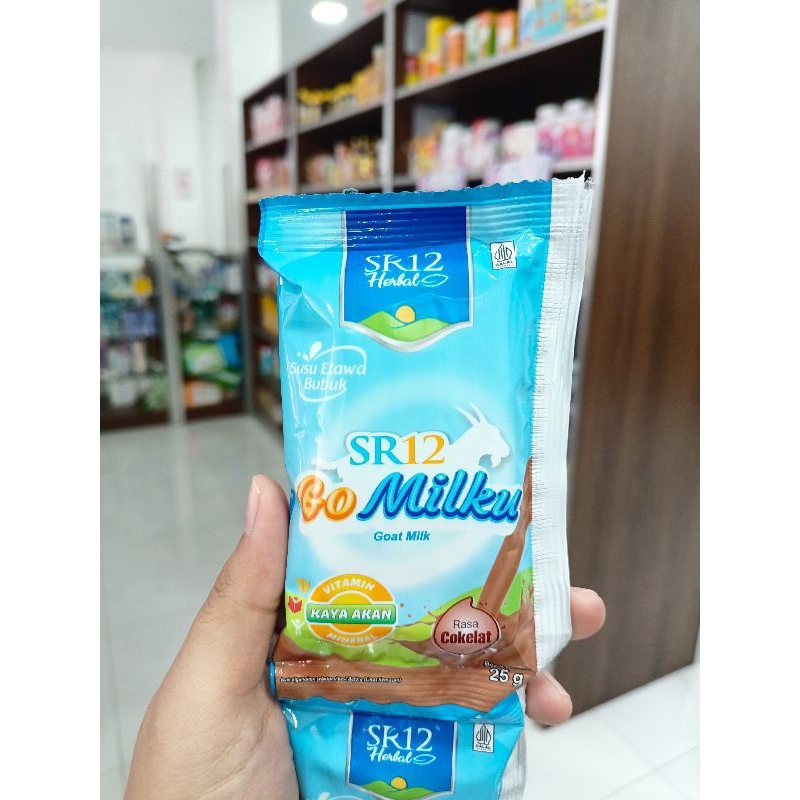 SR12
Herbal
HALAL
Susu Etawa
Bubuk
SR12
Go Milku
Goat Milk
VITAMIN
KAYA AKAN
MINERAL
Rasa
Cokelat
25 g
SR12
Herbal